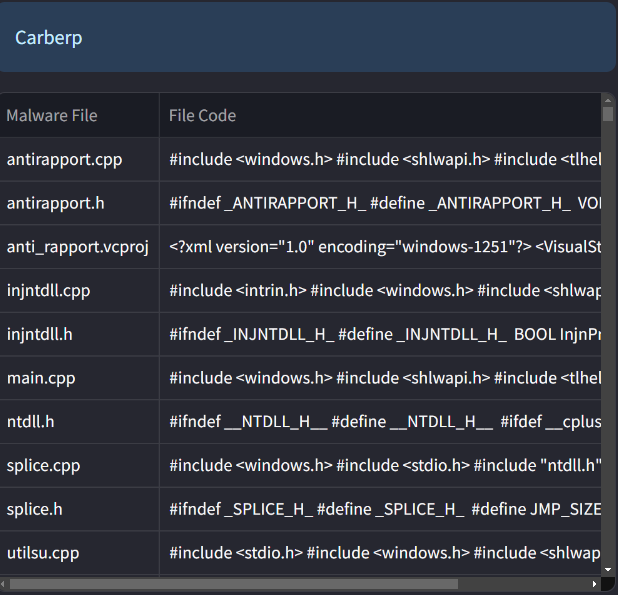 Carberp
Malware File File Code
antirapport.cpp #include <windows.h> #include <shlwapi.h> #include <tlhel
antirapport.h #ifndef _ANTIRAPPORT_H_ #define _ANTIRAPPORT_H_ VOI
anti_rapport.vcproj <?xml version="1.0" encoding="windows-1251"?> <VisualSt
injntdll.cpp #include <intrin.h> #include <windows.h> #include <shlwap
injntdll.h #ifndef _INJNTDLL_H_ #define _INJNTDLL_H_ BOOL InjnPr
main.cpp #include <windows.h> #include <shlwapi.h> #include <tlhel
ntdll.h #ifndef __NTDLL_H__ #define __NTDLL_H__ #ifdef __cplus
splice.cpp #include <windows.h> #include <stdio.h> #include "ntdll.h"
splice.h #ifndef _SPLICE_H_ #define _SPLICE_H_ #define JMP_SIZE
utilsu.cpp #include <stdio.h> #include <windows.h> #include <shlwap